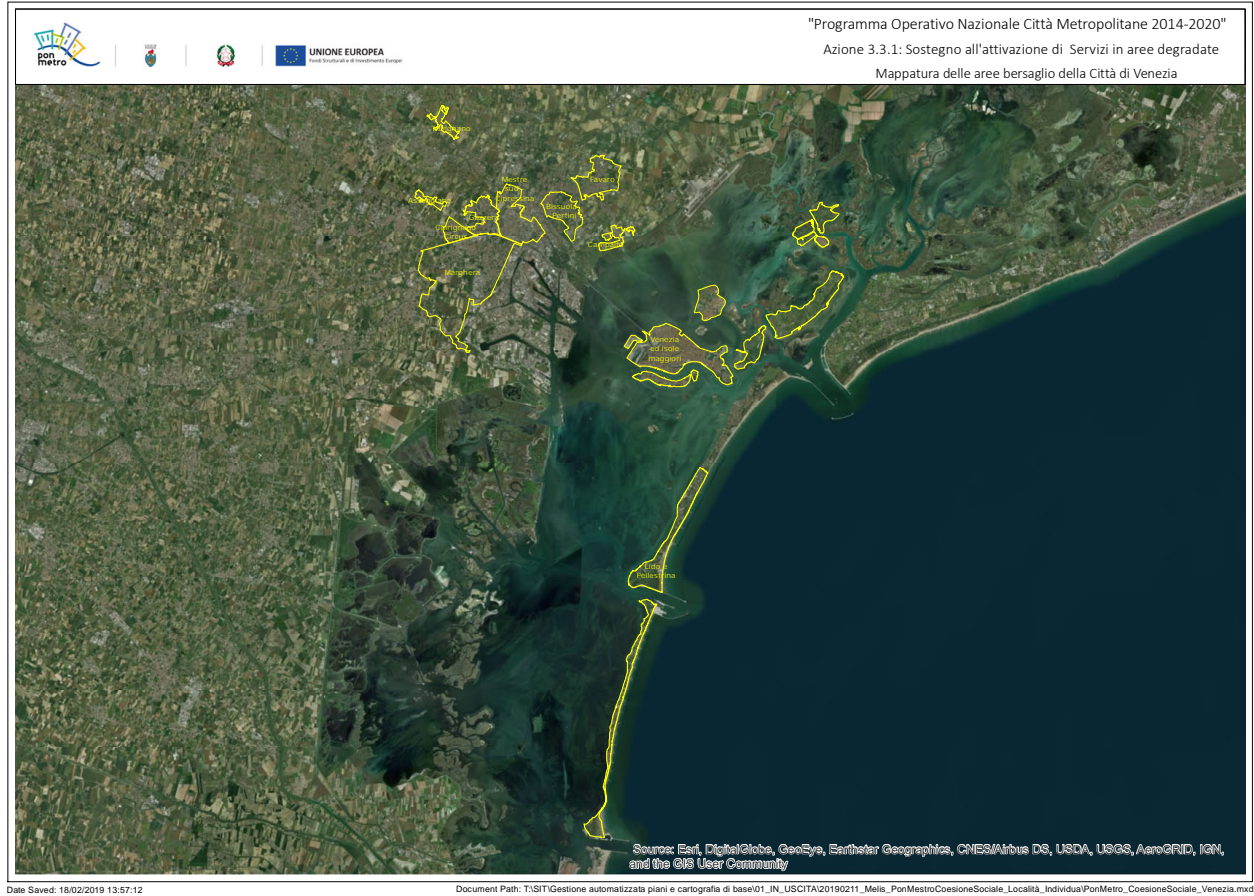 pon
metro
UNIONE EUROPEA
Fondi Strutturali e di Investimento Europei
"Programma Operativo Nazionale Città Metropolitane 2014-2020"
Azione 3.3.1: Sostegno all'attivazione di Servizi in aree degradate
Mappatura delle aree bersaglio della Città di Venezia
Mestre
Favaro
Bissuola
Pertini
Marghera
Venezia
ed isole
maggiori
Lido e
Pellestrina
Source: Esri, DigitalGlobe, GeoEye, Earthstar Geographics, CNES/Airbus DS, USDA, USGS, AeroGRID, IGN,
and the GIS User Community
Date Saved: 18/02/2019 13:57:12
Document Path: T:\SIT\Gestione automatizzata piani e cartografia di base\01_IN_USCITA\20190211_Melis_PonMestroCoesioneSociale_Località_Individua\PonMetro_CoesioneSociale_Venezia.mxd